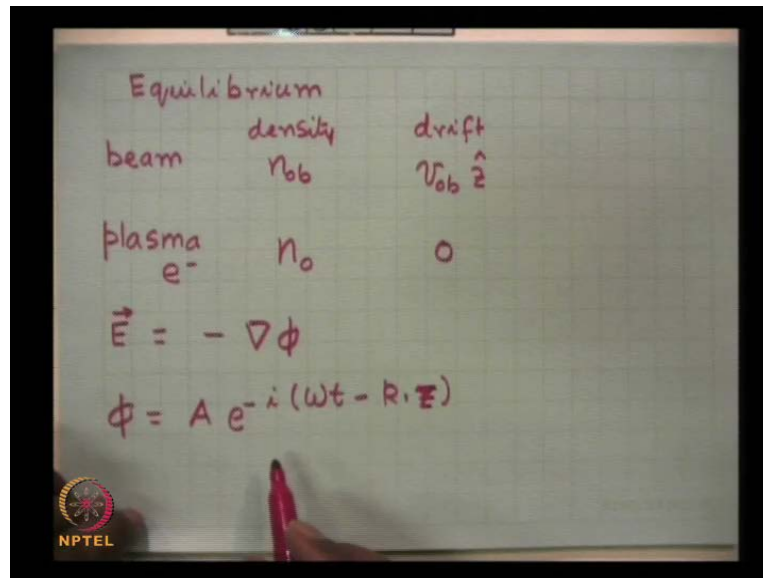 Equilibrium
density drift
beam n₀b v₀b ẑ
plasma e⁻ n₀ 0
E⃗ = - ∇ϕ
ϕ = A e^{-i(ωt - k.z)}
NPTEL